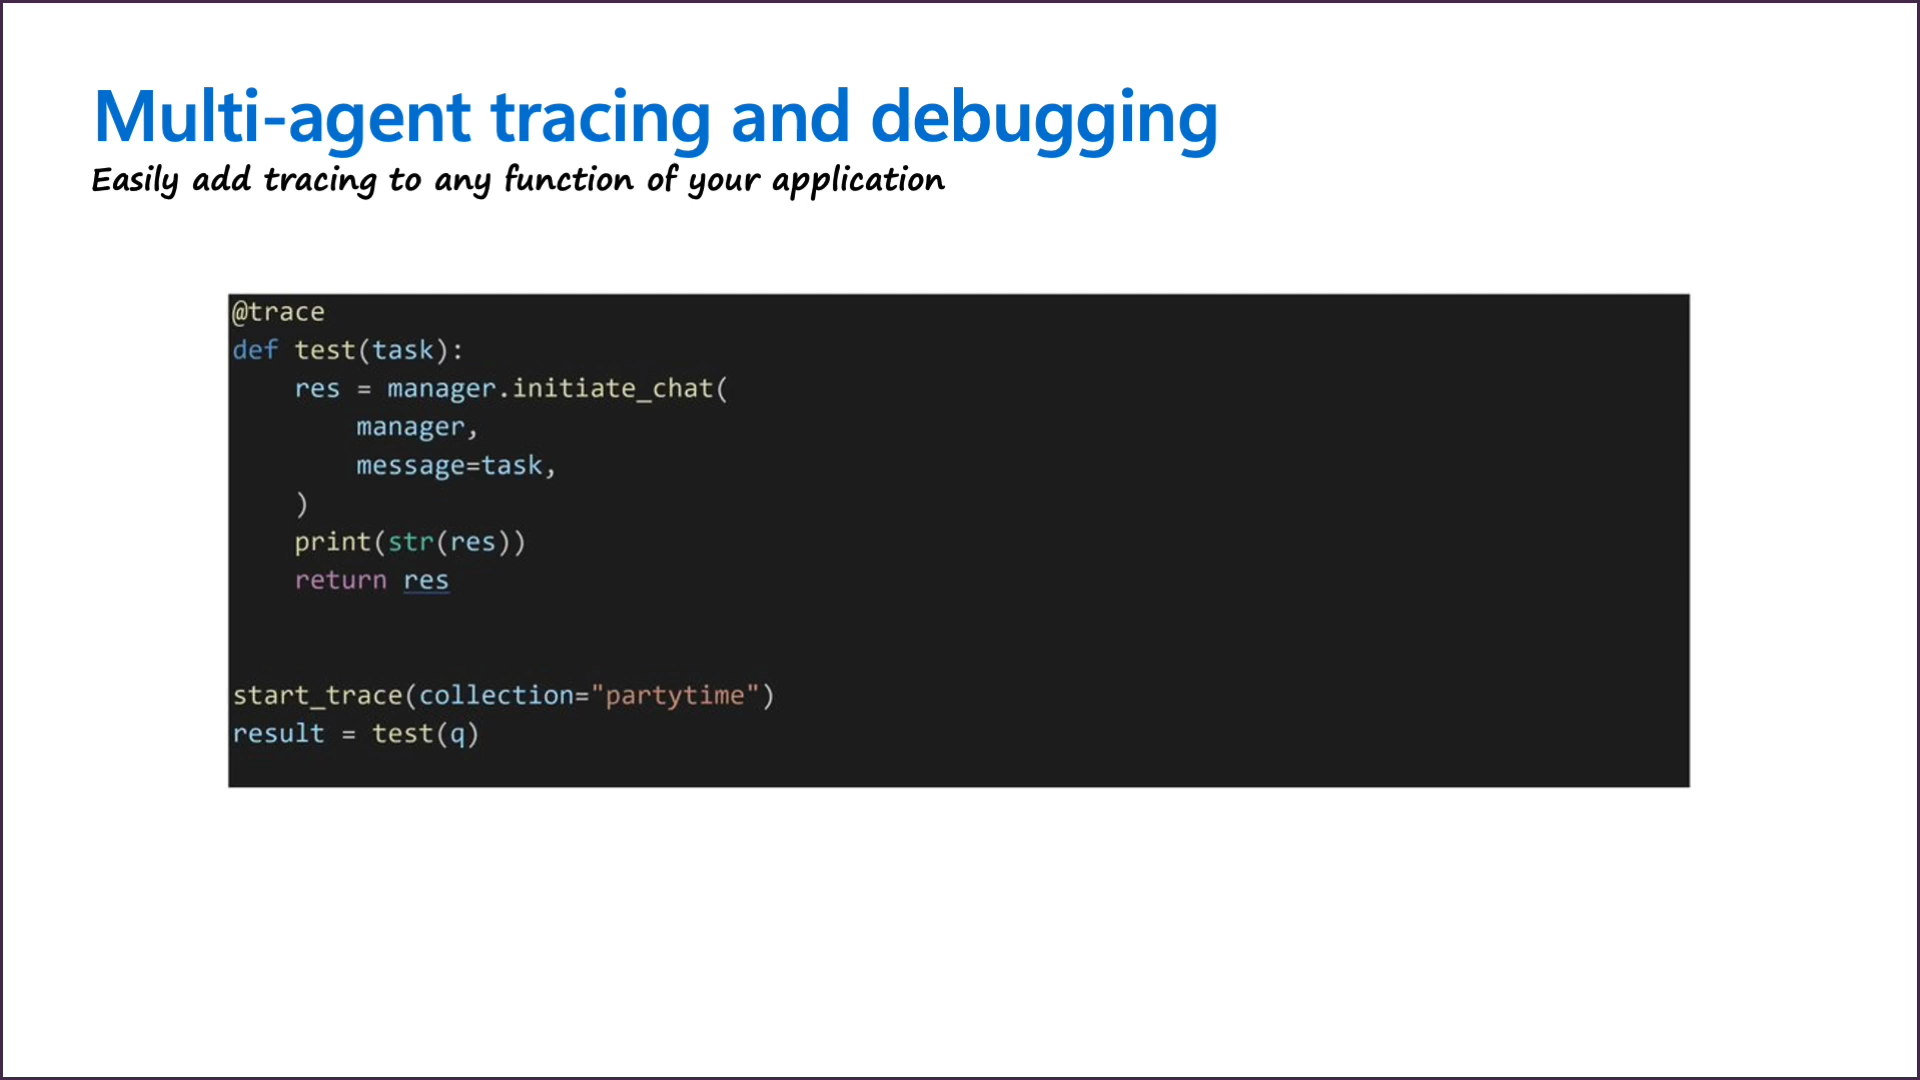 Multi-agent tracing and debugging
Easily add tracing to any function of your application
@trace
def test(task):
    res = manager.initiate_chat(
        manager,
        message=task,
    )
    print(str(res))
    return res
start_trace(collection="partytime")
result = test(q)